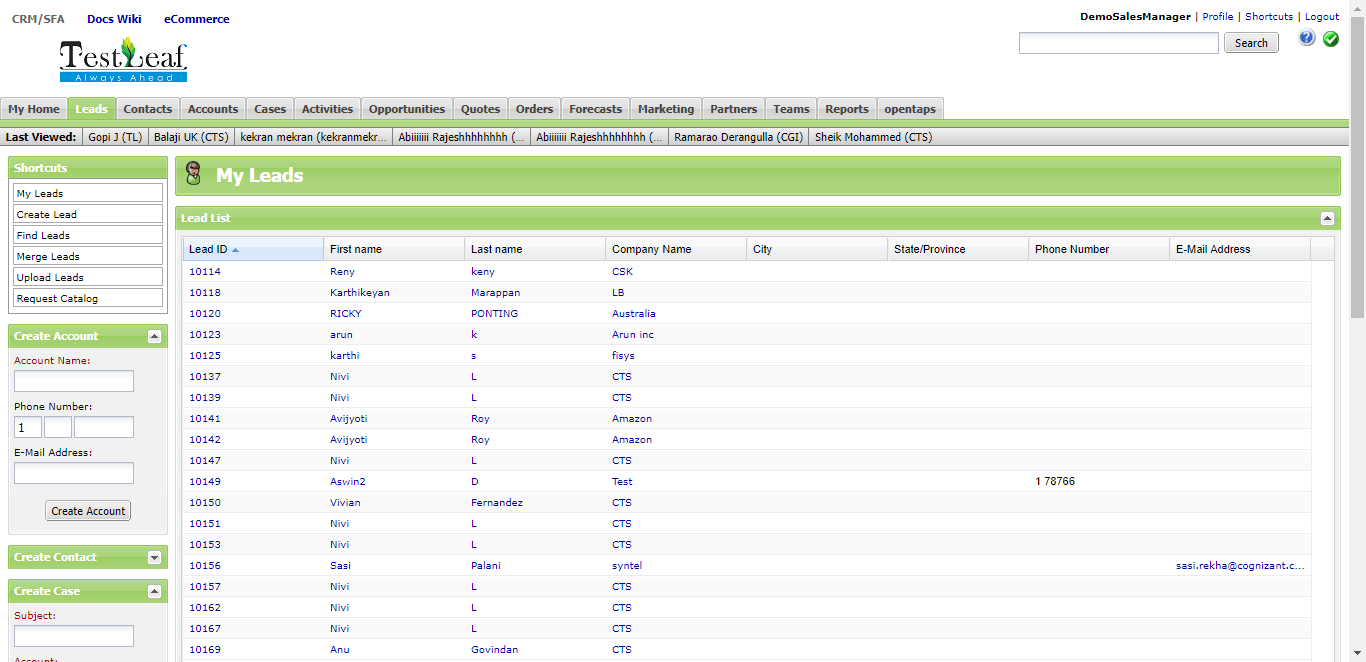 CRM/SFA Docs Wiki eCommerce
DemoSalesManager | Profile | Shortcuts | Logout
TestLeaf
Always Ahead
Search
My Home Leads Contacts Accounts Cases Activities Opportunities Quotes Orders Forecasts Marketing Partners Teams Reports opentaps
Last Viewed: Gopi J (TL) Balaji UK (CTS) kekran mekran (kekranmekr... Abiiiiiii Rajeshhhhhhhh (... Abiiiiiii Rajeshhhhhhhh (... Ramarao Derangulla (CGI) Sheik Mohammed (CTS)
Shortcuts
My Leads
Create Lead
Find Leads
Merge Leads
Upload Leads
Request Catalog
Create Account
Account Name:
Phone Number:
1
E-Mail Address:
Create Account
Create Contact
Create Case
Subject:
Account:
My Leads
Lead List
Lead ID First name Last name Company Name City State/Province Phone Number E-Mail Address
10114 Reny keny CSK
10118 Karthikeyan Marappan LB
10120 RICKY PONTING Australia
10123 arun k Arun inc
10125 karthi s fisys
10137 Nivi L CTS
10139 Nivi L CTS
10141 Avijyoti Roy Amazon
10142 Avijyoti Roy Amazon
10147 Nivi L CTS
10149 Aswin2 D Test 1 78766
10150 Vivian Fernandez CTS
10151 Nivi L CTS
10153 Nivi L CTS
10156 Sasi Palani syntel sasi.rekha@cognizant.c...
10157 Nivi L CTS
10162 Nivi L CTS
10167 Nivi L CTS
10169 Anu Govindan CTS